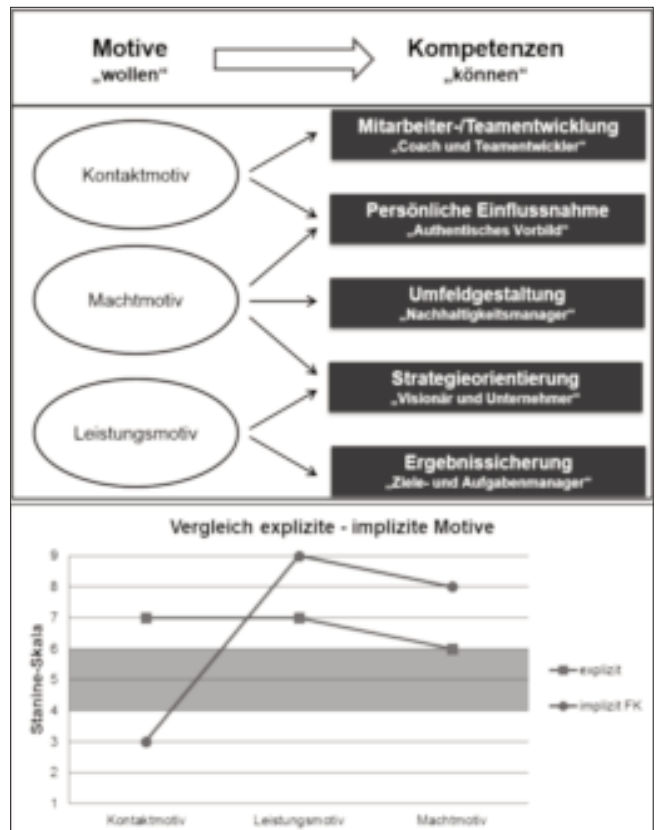 Motive
„wollen“
Kompetenzen
„können“
Kontaktmotiv
Machtmotiv
Leistungsmotiv
Mitarbeiter-/Teamentwicklung
„Coach und Teamentwickler“
Persönliche Einflussnahme
„Authentisches Vorbild“
Umfeldgestaltung
„Nachhaltigkeitsmanager“
Strategieorientierung
„Visionär und Unternehmer“
Ergebnissicherung
„Ziele- und Aufgabenmanager“
Vergleich explizite - implizite Motive
Stanine-Skala
9
8
7
6
5
4
3
2
1
Kontaktmotiv
Leistungsmotiv
Machtmotiv
explizit
implizit FK